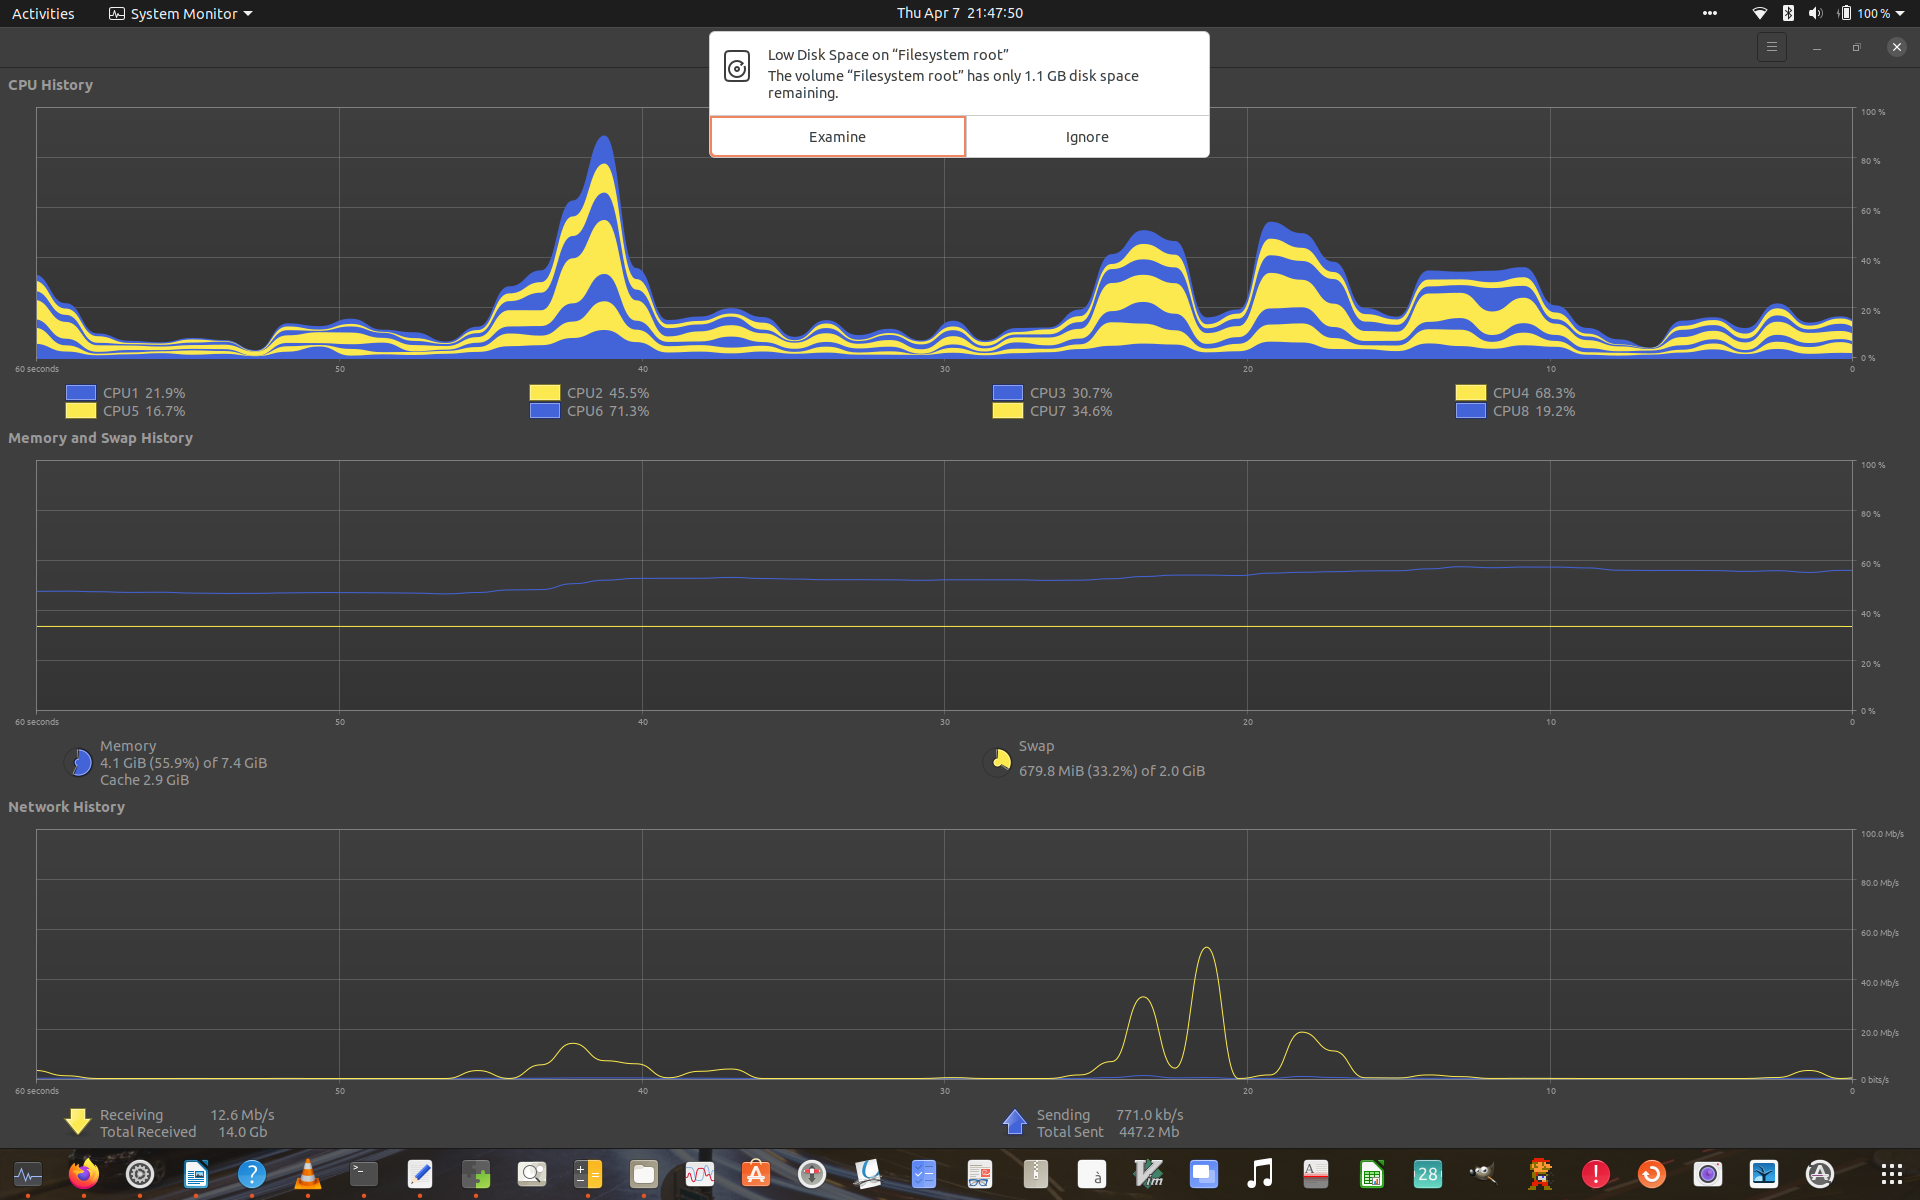 Activities
System Monitor
Thu Apr 7 21:47:50
100 %
Low Disk Space on “Filesystem root”
The volume “Filesystem root” has only 1.1 GB disk space
remaining.
Examine
Ignore
CPU History
100 %
80 %
60 %
40 %
20 %
0 %
60 seconds
50
40
30
20
10
0
CPU1 21.9%
CPU2 45.5%
CPU3 30.7%
CPU4 68.3%
CPU5 16.7%
CPU6 71.3%
CPU7 34.6%
CPU8 19.2%
Memory and Swap History
100 %
80 %
60 %
40 %
20 %
0 %
60 seconds
50
40
30
20
10
0
Memory
4.1 GiB (55.9%) of 7.4 GiB
Cache 2.9 GiB
Swap
679.8 MiB (33.2%) of 2.0 GiB
Network History
100.0 Mb/s
80.0 Mb/s
60.0 Mb/s
40.0 Mb/s
20.0 Mb/s
0 bits/s
60 seconds
50
40
30
20
10
0
Receiving 12.6 Mb/s
Total Received 14.0 Gb
Sending 771.0 kb/s
Total Sent 447.2 Mb
?
>_
à
Vim
A
28
!